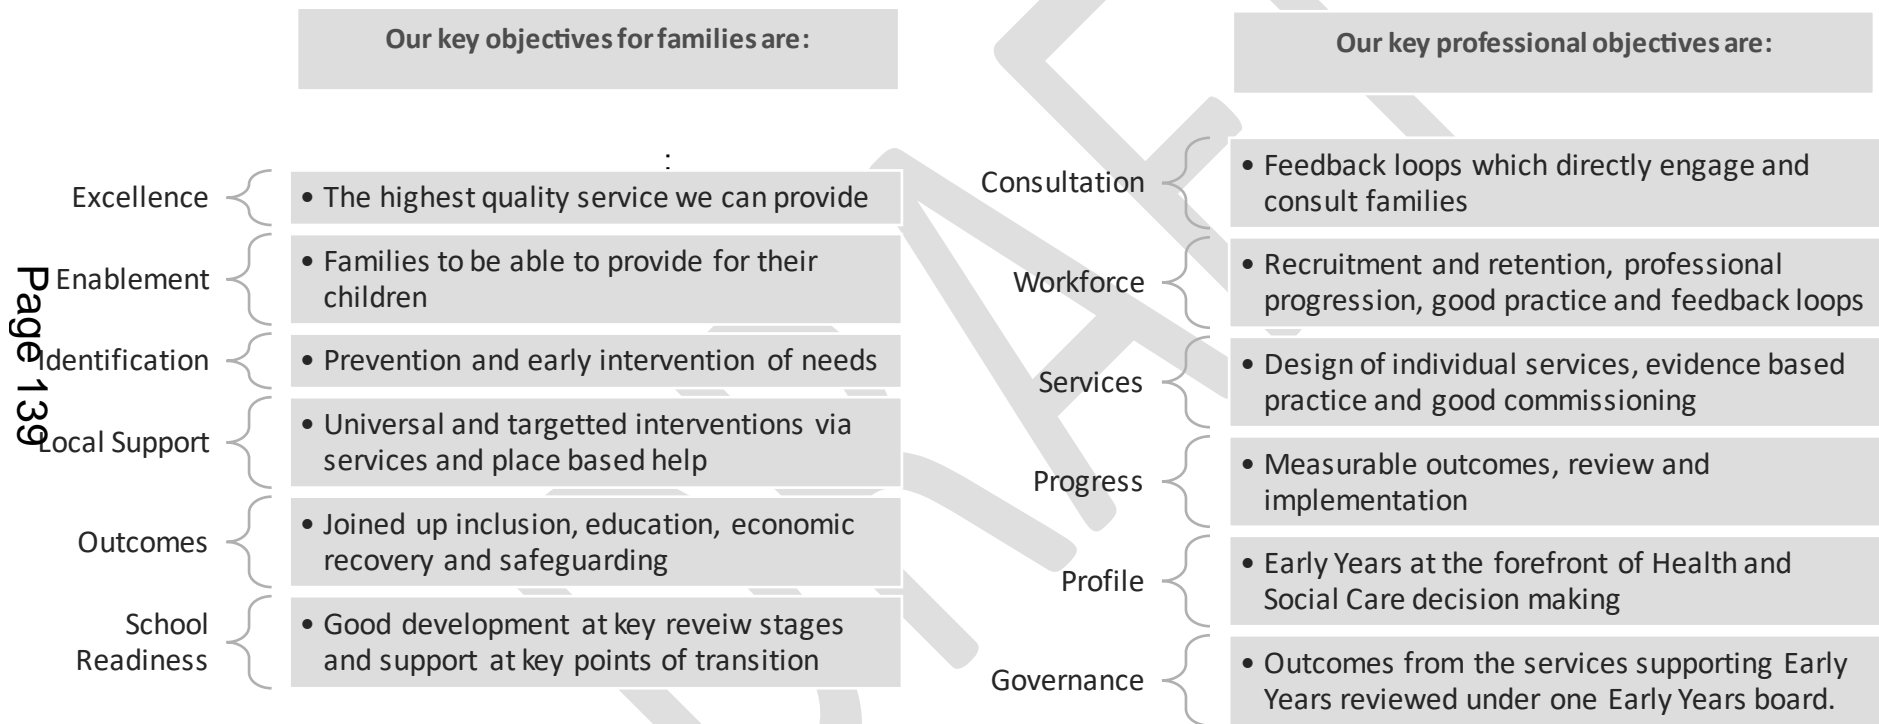 Our key objectives for families are:
:
Excellence
• The highest quality service we can provide
Enablement
• Families to be able to provide for their
children
Identification
• Prevention and early intervention of needs
Local Support
• Universal and targetted interventions via
services and place based help
Outcomes
• Joined up inclusion, education, economic
recovery and safeguarding
School
Readiness
• Good development at key reveiw stages
and support at key points of transition
Our key professional objectives are:
Consultation
• Feedback loops which directly engage and
consult families
Workforce
• Recruitment and retention, professional
progression, good practice and feedback loops
Services
• Design of individual services, evidence based
practice and good commissioning
Progress
• Measurable outcomes, review and
implementation
Profile
• Early Years at the forefront of Health and
Social Care decision making
Governance
• Outcomes from the services supporting Early
Years reviewed under one Early Years board.
Page 139